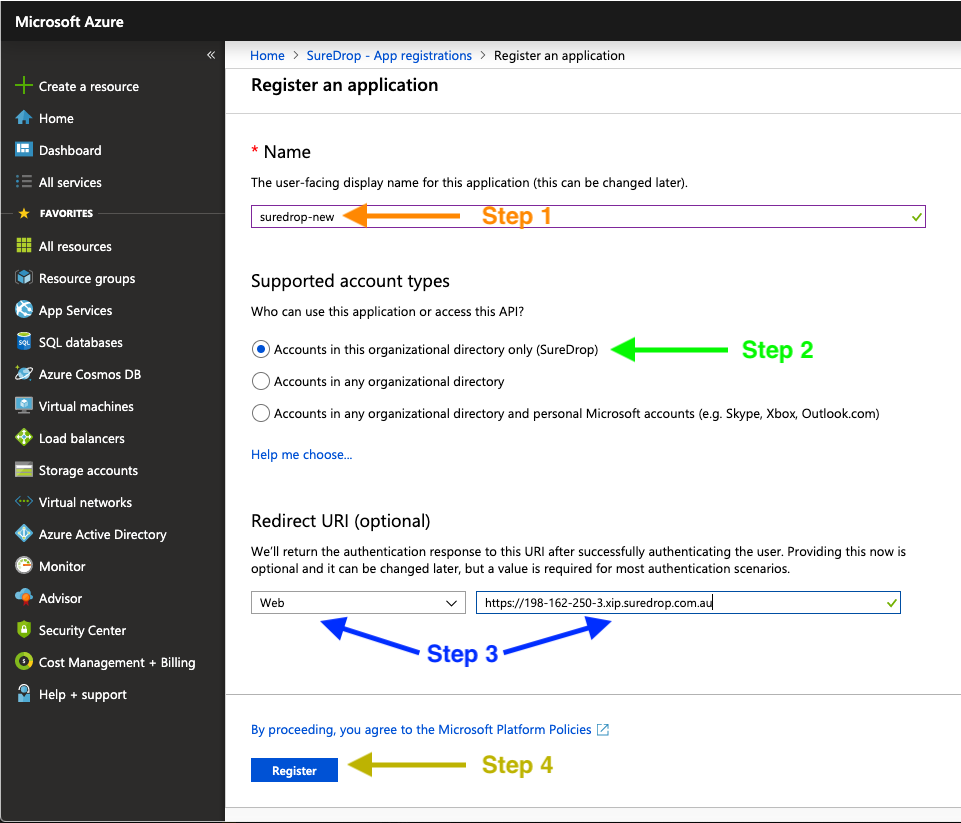 Microsoft Azure
«
Home > SureDrop - App registrations > Register an application
Create a resource
Home
Dashboard
All services
FAVORITES
All resources
Resource groups
App Services
SQL databases
Azure Cosmos DB
Virtual machines
Load balancers
Storage accounts
Virtual networks
Azure Active Directory
Monitor
Advisor
Security Center
Cost Management + Billing
Help + support
Register an application
* Name
The user-facing display name for this application (this can be changed later).
suredrop-new
Step 1
Supported account types
Who can use this application or access this API?
Accounts in this organizational directory only (SureDrop)
Step 2
Accounts in any organizational directory
Accounts in any organizational directory and personal Microsoft accounts (e.g. Skype, Xbox, Outlook.com)
Help me choose...
Redirect URI (optional)
We'll return the authentication response to this URI after successfully authenticating the user. Providing this now is
optional and it can be changed later, but a value is required for most authentication scenarios.
Web
https://198-162-250-3.xip.suredrop.com.au
Step 3
By proceeding, you agree to the Microsoft Platform Policies
Register
Step 4